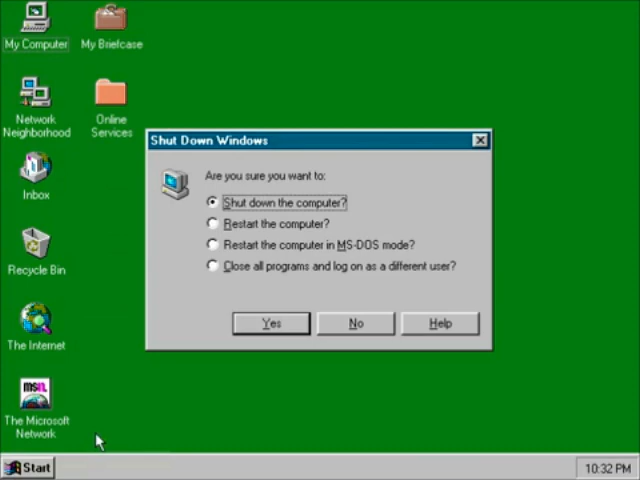 My Computer
My Briefcase
Network
Neighborhood
Online
Services
Inbox
Recycle Bin
The Internet
msn
The Microsoft
Network
Shut Down Windows
Are you sure you want to:
Shut down the computer?
Restart the computer?
Restart the computer in MS-DOS mode?
Close all programs and log on as a different user?
Yes
No
Help
Start
10:32 PM